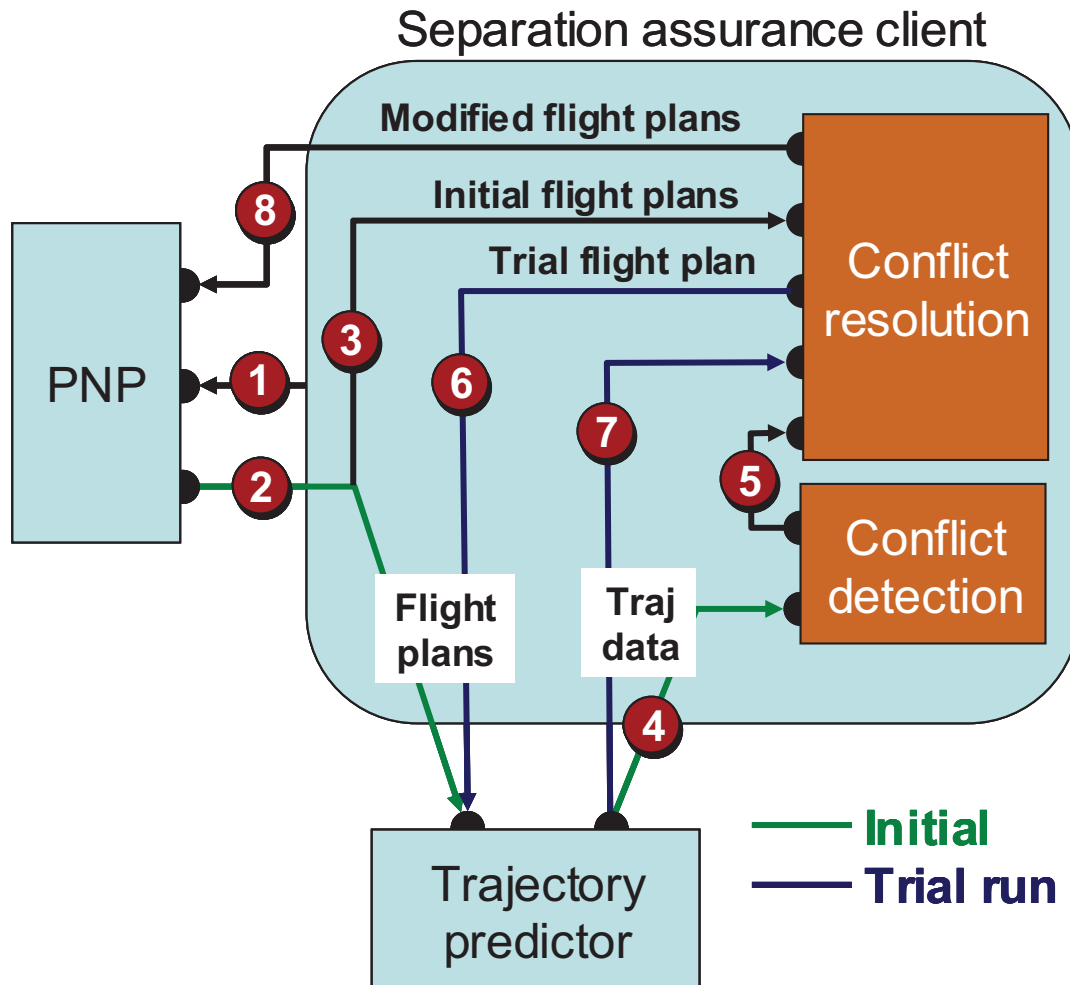 Separation assurance client
Modified flight plans
8
Initial flight plans
Trial flight plan
Conflict
resolution
PNP
3
1
6
7
2
5
Conflict
detection
Flight
plans
Traj
data
4
Initial
Trial run
Trajectory
predictor